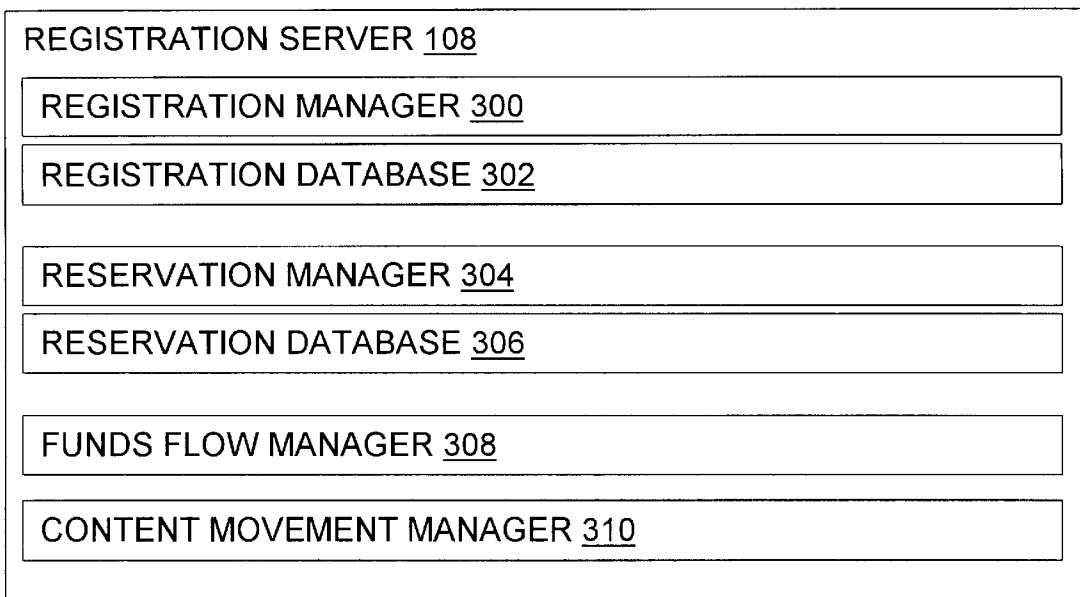 REGISTRATION SERVER 108
REGISTRATION MANAGER 300
REGISTRATION DATABASE 302
RESERVATION MANAGER 304
RESERVATION DATABASE 306
FUNDS FLOW MANAGER 308
CONTENT MOVEMENT MANAGER 310